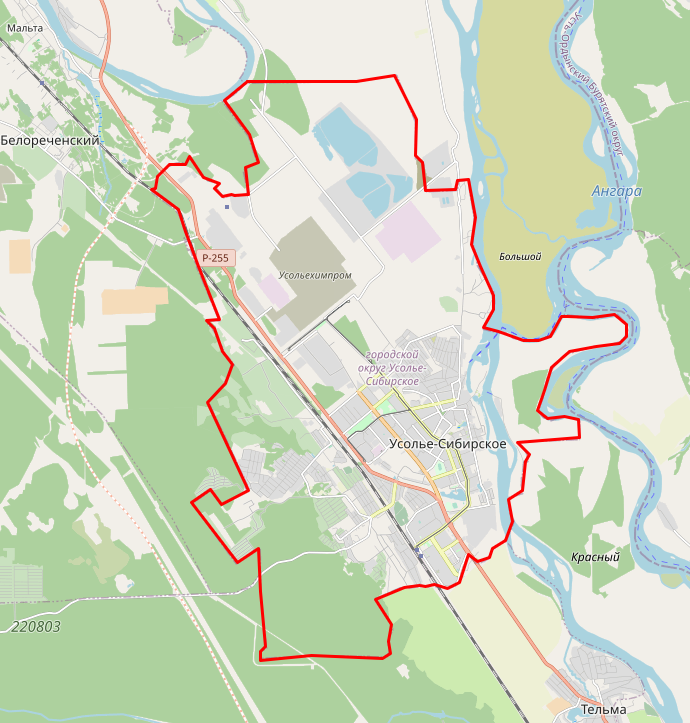 Мальта
Усть-Ордынский Бурятский округ
Белореченский
Ангара
Р-255
Большой
Усольехимпром
городской
округ Усолье-
Сибирское
Усолье-Сибирское
Красный
220803
Тельма